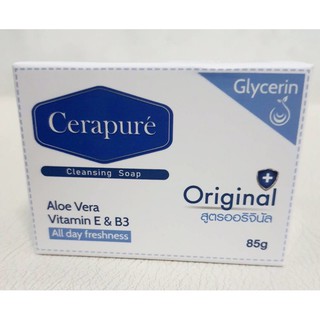 Glycerin
Cerapuré
Cleansing Soap
Aloe Vera
Vitamin E & B3
All day freshness
Original
สูตรออริจินัล
85g